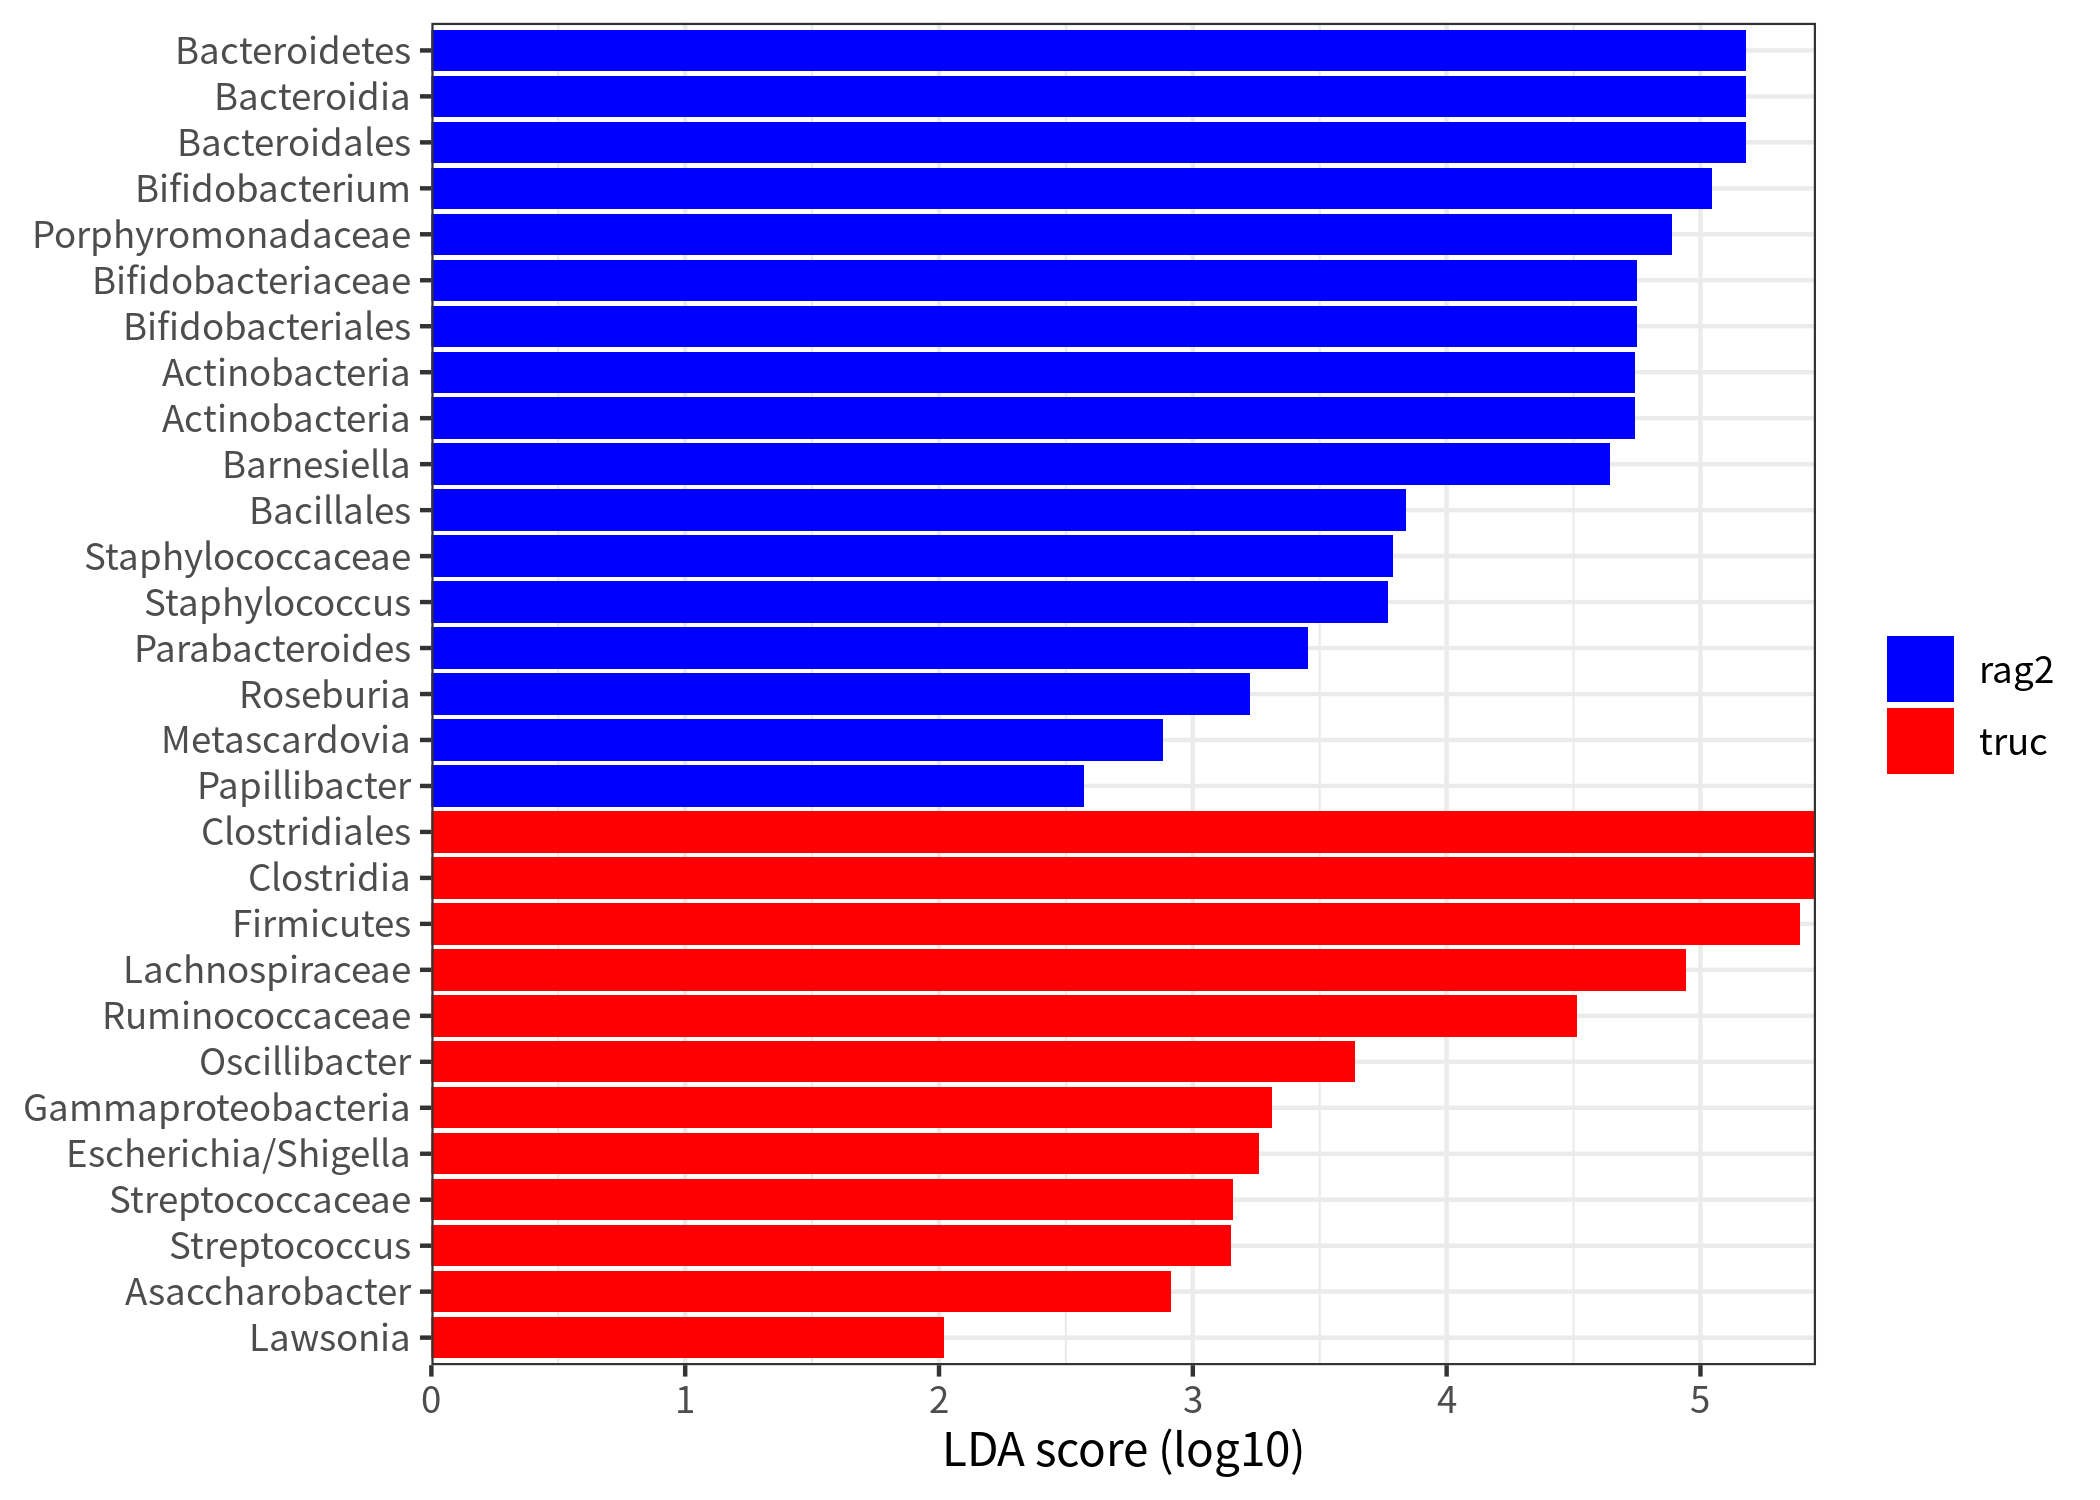 Bacteroidetes
Bacteroidia
Bacteroidales
Bifidobacterium
Porphyromonadaceae
Bifidobacteriaceae
Bifidobacteriales
Actinobacteria
Actinobacteria
Barnesiella
Bacillales
Staphylococcaceae
Staphylococcus
Parabacteroides
Roseburia
Metascardovia
Papillibacter
Clostridiales
Clostridia
Firmicutes
Lachnospiraceae
Ruminococcaceae
Oscillibacter
Gammaproteobacteria
Escherichia/Shigella
Streptococcaceae
Streptococcus
Asaccharobacter
Lawsonia
0 1 2 3 4 5
LDA score (log10)
rag2
truc